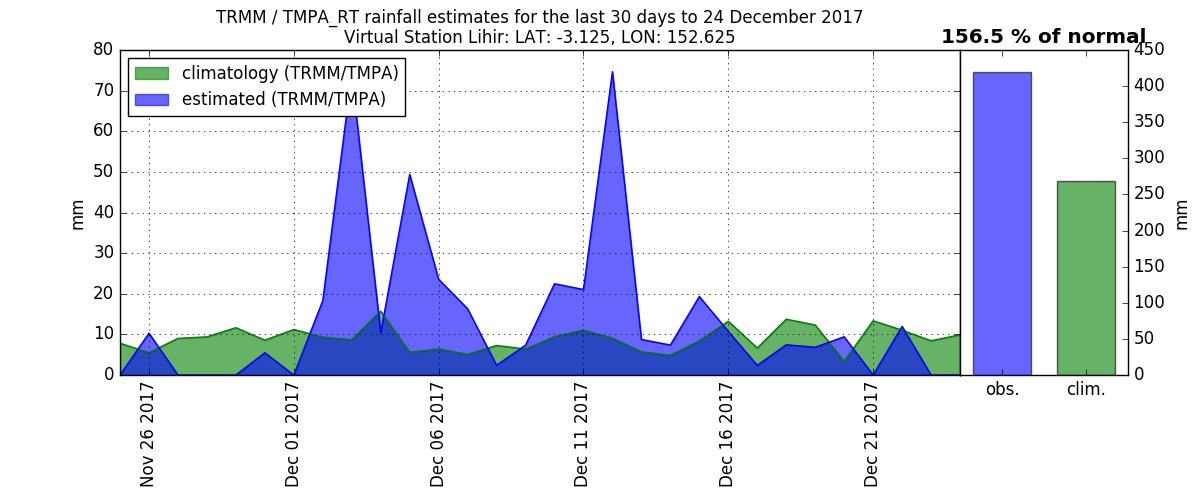 TRMM / TMPA_RT rainfall estimates for the last 30 days to 24 December 2017
Virtual Station Lihir: LAT: -3.125, LON: 152.625
156.5 % of normal
climatology (TRMM/TMPA)
estimated (TRMM/TMPA)
80
70
60
50
40
30
20
10
0
mm
Nov 26 2017
Dec 01 2017
Dec 06 2017
Dec 11 2017
Dec 16 2017
Dec 21 2017
450
400
350
300
250
200
150
100
50
0
mm
obs.
clim.